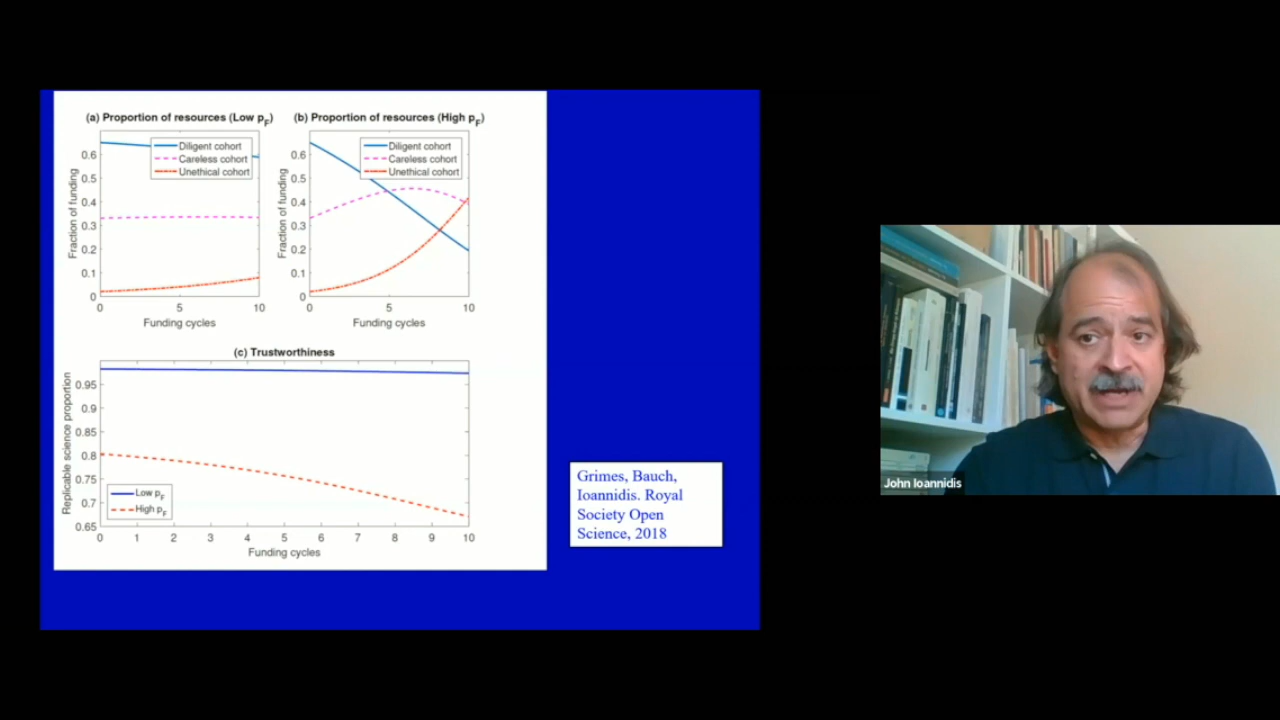 (a) Proportion of resources (Low pF)
Diligent cohort
Careless cohort
Unethical cohort
0.6
0.5
0.4
0.3
0.2
0.1
0
Fraction of funding
0 5 10
Funding cycles
(b) Proportion of resources (High pF)
Diligent cohort
Careless cohort
Unethical cohort
0.6
0.5
0.4
0.3
0.2
0.1
0
Fraction of funding
0 5 10
Funding cycles
(c) Trustworthiness
0.95
0.9
0.85
0.8
0.75
0.7
0.65
Replicable science proportion
Low pF
High pF
0 1 2 3 4 5 6 7 8 9 10
Funding cycles
Grimes, Bauch,
Ioannidis. Royal
Society Open
Science, 2018
John Ioannidis